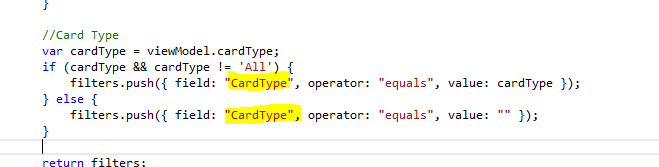 }
//Card Type
var cardType = viewModel.cardType;
if (cardType && cardType != 'All') {
filters.push({ field: "CardType", operator: "equals", value: cardType });
} else {
filters.push({ field: "CardType", operator: "equals", value: "" });
}
return filters;